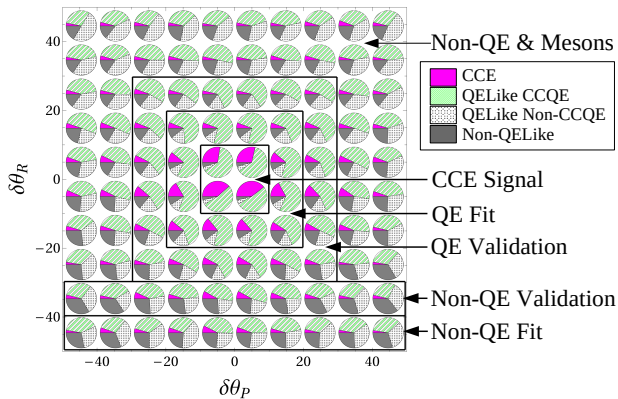 40
20
0
−20
−40
δθR
−40
−20
0
20
40
δθP
Non-QE & Mesons
CCE
QELike CCQE
QELike Non-CCQE
Non-QELike
CCE Signal
QE Fit
QE Validation
Non-QE Validation
Non-QE Fit